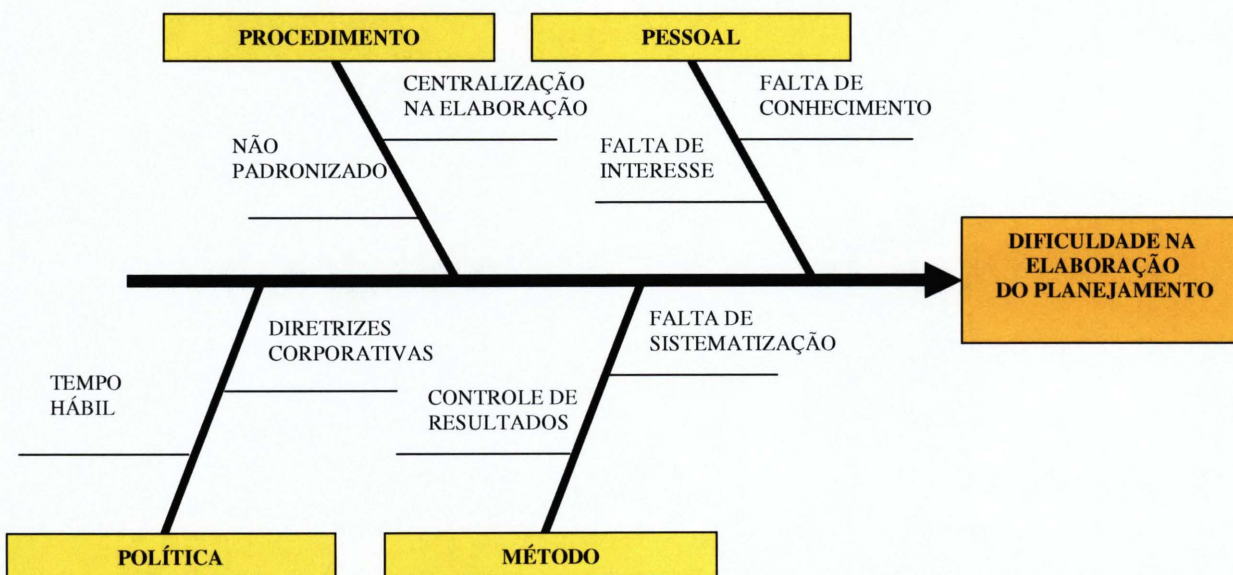 PROCEDIMENTO
PESSOAL
CENTRALIZAÇÃO
NA ELABORAÇÃO
FALTA DE
CONHECIMENTO
NÃO
PADRONIZADO
FALTA DE
INTERESSE
DIFICULDADE NA
ELABORAÇÃO
DO PLANEJAMENTO
DIRETRIZES
CORPORATIVAS
FALTA DE
SISTEMATIZAÇÃO
TEMPO
HÁBIL
CONTROLE DE
RESULTADOS
POLÍTICA
MÉTODO